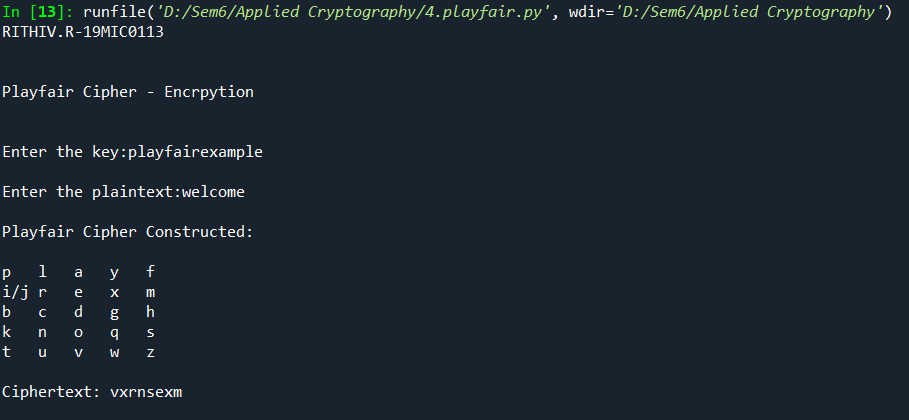 In [13]: runfile('D:/Sem6/Applied Cryptography/4.playfair.py', wdir='D:/Sem6/Applied Cryptography')
RITHIV.R-19MIC0113
Playfair Cipher - Encrpytion
Enter the key:playfairexample
Enter the plaintext:welcome
Playfair Cipher Constructed:
p l a y f
i/j r e x m
b c d g h
k n o q s
t u v w z
Ciphertext: vxrnsexm